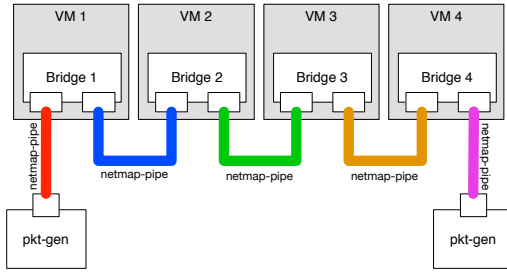 VM 1
VM 2
VM 3
VM 4
Bridge 1
Bridge 2
Bridge 3
Bridge 4
netmap-pipe
netmap-pipe
netmap-pipe
netmap-pipe
netmap-pipe
pkt-gen
pkt-gen